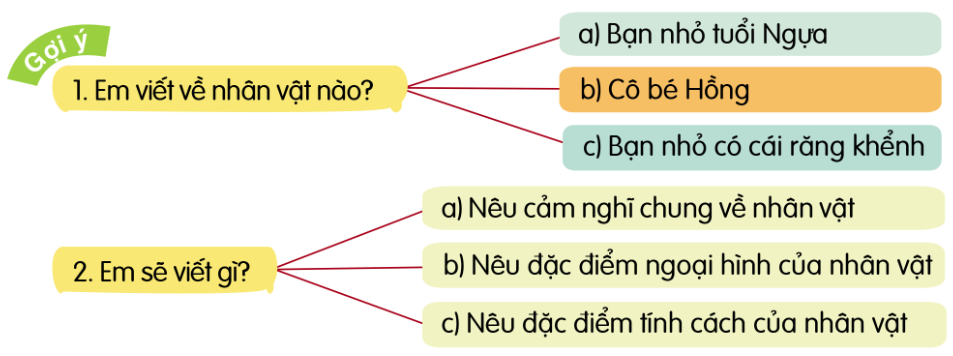 Gợi ý
1. Em viết về nhân vật nào?
a) Bạn nhỏ tuổi Ngựa
b) Cô bé Hồng
c) Bạn nhỏ có cái răng khểnh
2. Em sẽ viết gì?
a) Nêu cảm nghĩ chung về nhân vật
b) Nêu đặc điểm ngoại hình của nhân vật
c) Nêu đặc điểm tính cách của nhân vật